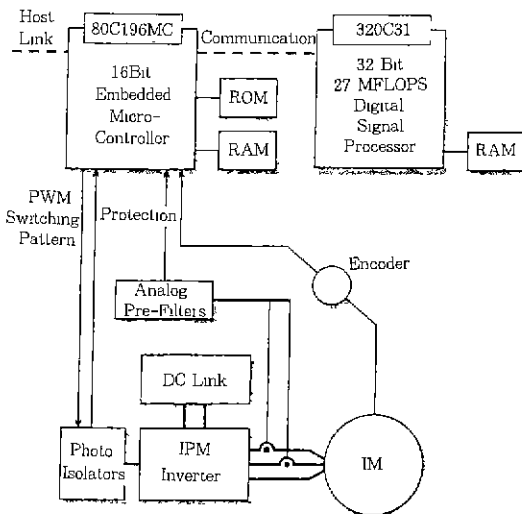 Host
Link
80C196MC
Communication
320C31
16Bit
Embedded
Micro-
Controller
ROM
RAM
32 Bit
27 MFLOPS
Digital
Signal
Processor
RAM
PWM
Switching
Pattern
Protection
Encoder
Analog
Pre-Filters
DC Link
Photo
Isolators
IPM
Inverter
IM